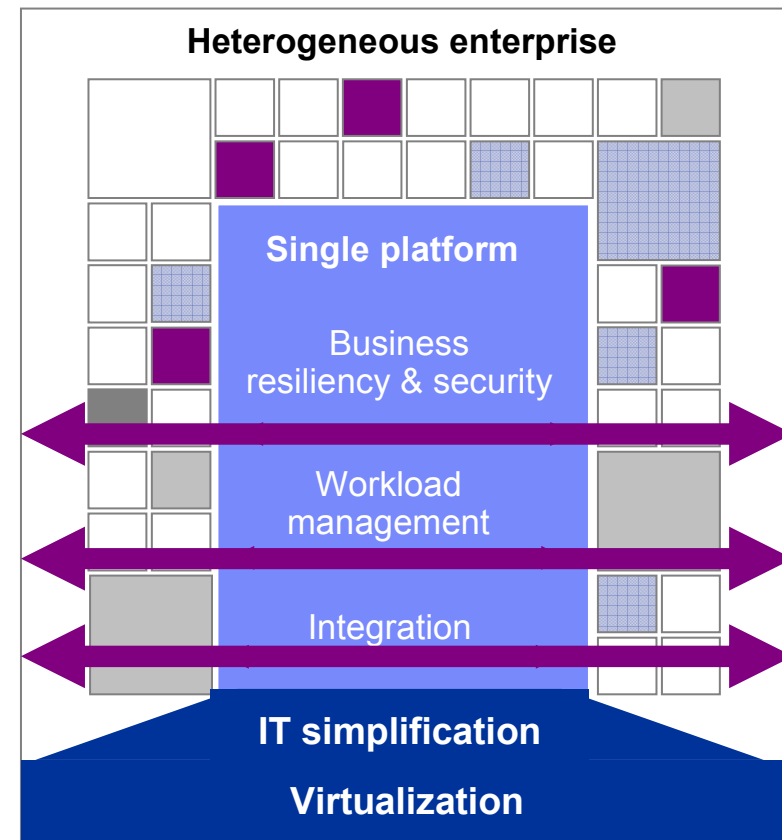 Heterogeneous enterprise
Single platform
Business
resiliency & security
Workload
management
Integration
IT simplification
Virtualization